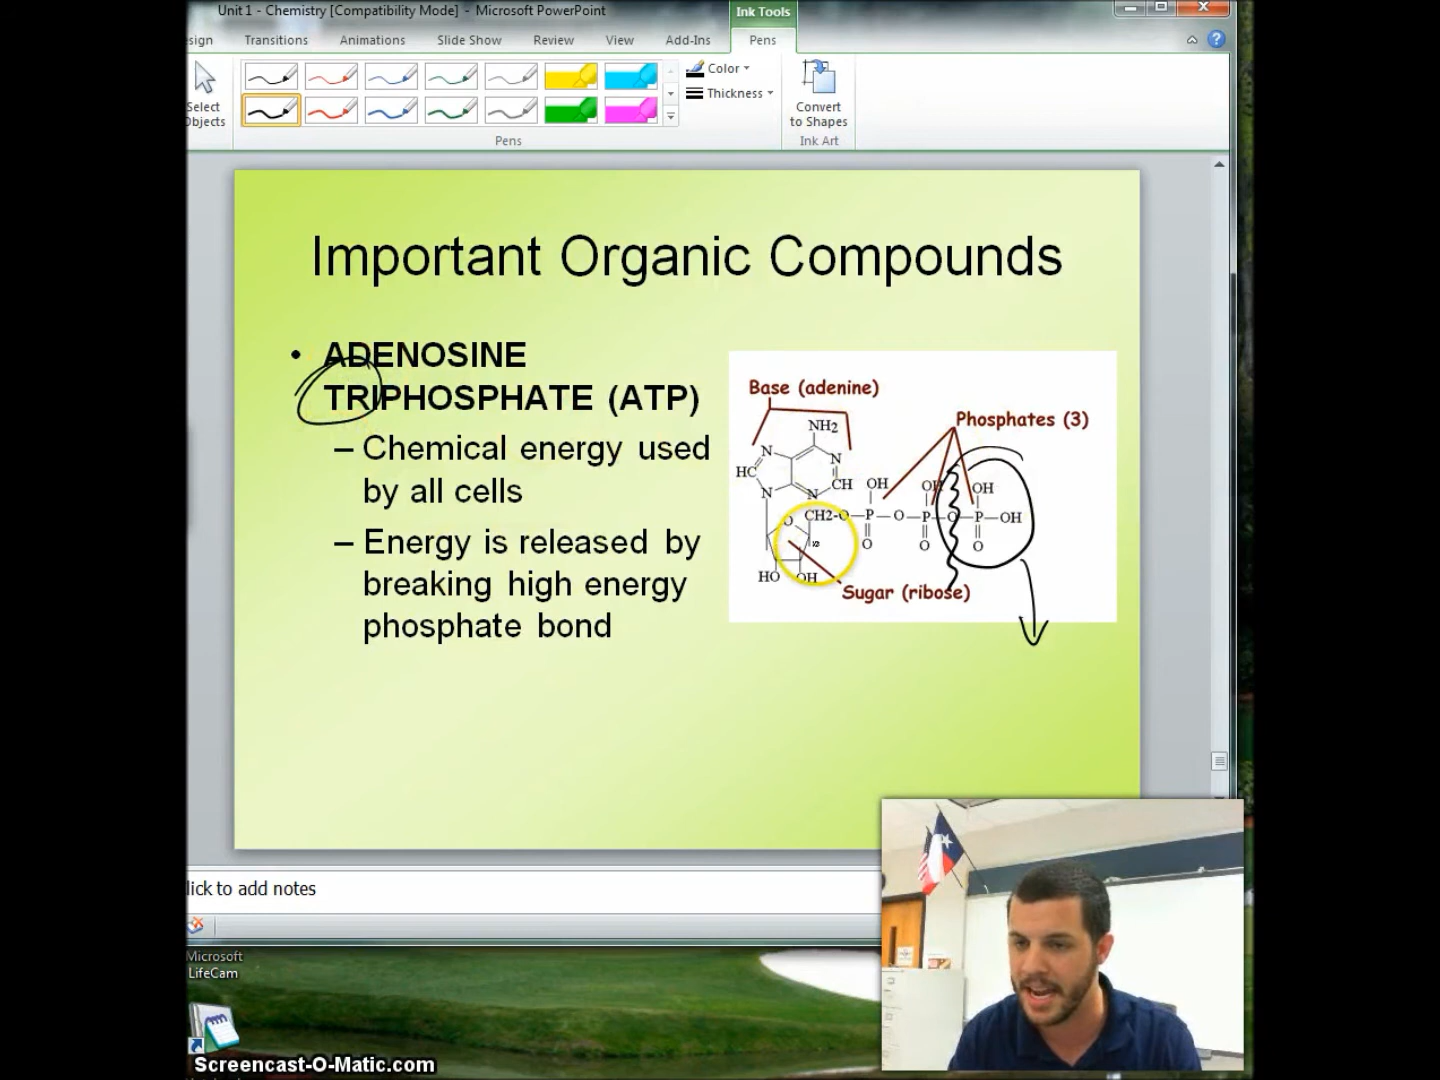 Unit 1 - Chemistry [Compatibility Mode] - Microsoft PowerPoint
Ink Tools
sign Transitions Animations Slide Show Review View Add-Ins Pens
Select
Objects
Color
Thickness
Convert
to Shapes
Pens
Ink Art
Important Organic Compounds
• ADENOSINE
TRIPHOSPHATE (ATP)
– Chemical energy used
by all cells
– Energy is released by
breaking high energy
phosphate bond
Base (adenine)
Phosphates (3)
NH2
N N
HC
CH OH OH OH
N N
O CH2-O—P—O—P—O—P—OH
O O O
HO OH
Sugar (ribose)
lick to add notes
Microsoft
LifeCam
Screencast-O-Matic.com